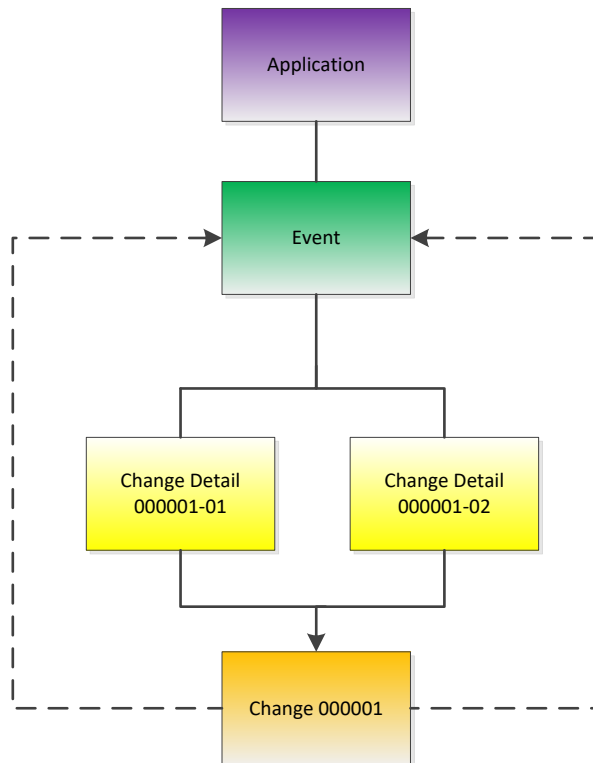 Application
Event
Change Detail
000001-01
Change Detail
000001-02
Change 000001